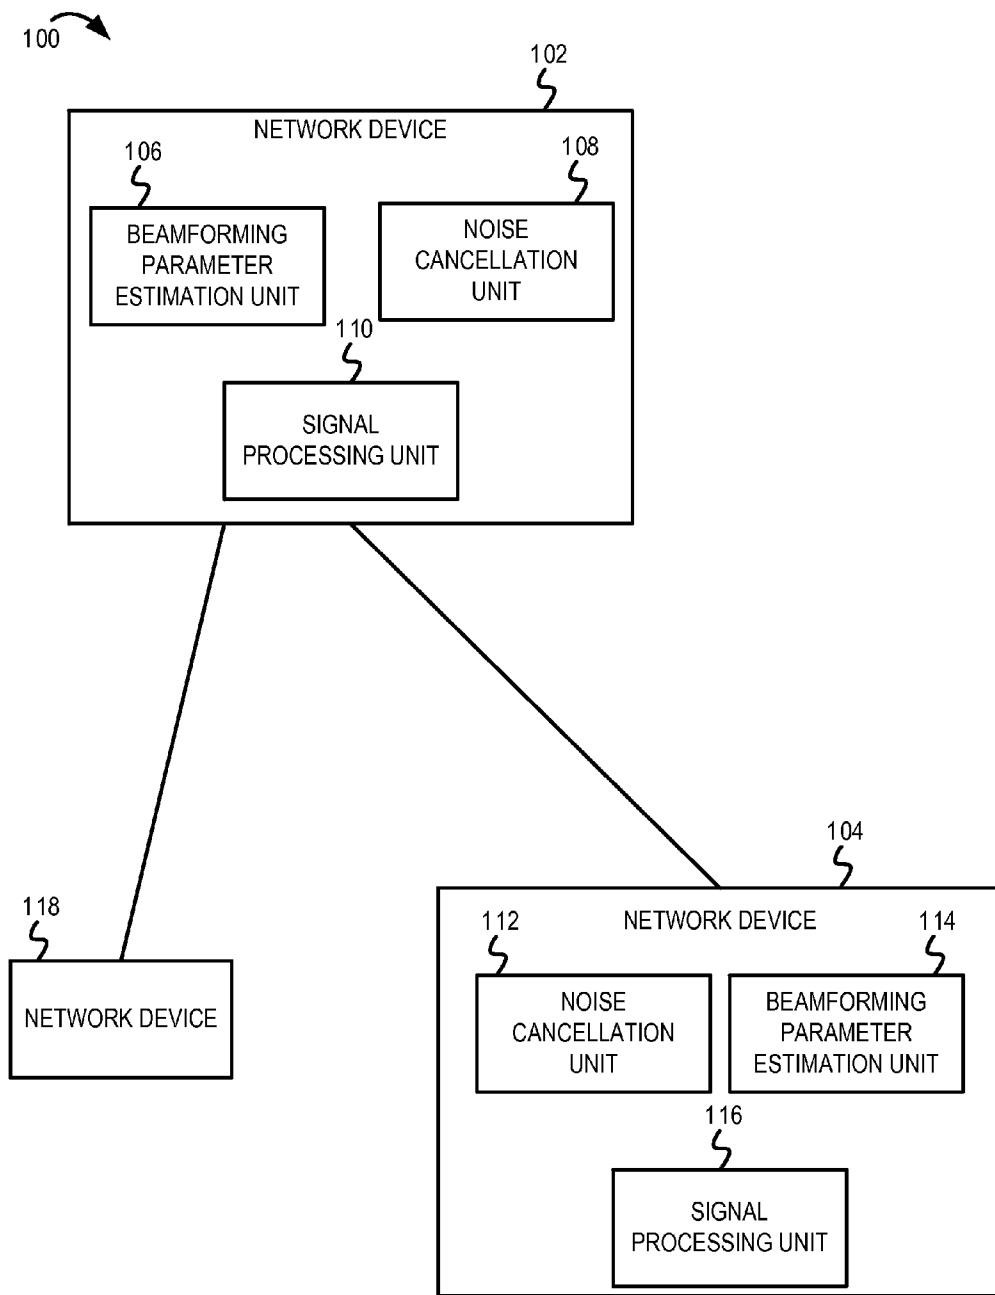 100
102
NETWORK DEVICE
106
108
BEAMFORMING
PARAMETER
ESTIMATION UNIT
NOISE
CANCELLATION
UNIT
110
SIGNAL
PROCESSING UNIT
104
118
NETWORK DEVICE
NETWORK DEVICE
112
114
NOISE
CANCELLATION
UNIT
BEAMFORMING
PARAMETER
ESTIMATION UNIT
116
SIGNAL
PROCESSING UNIT